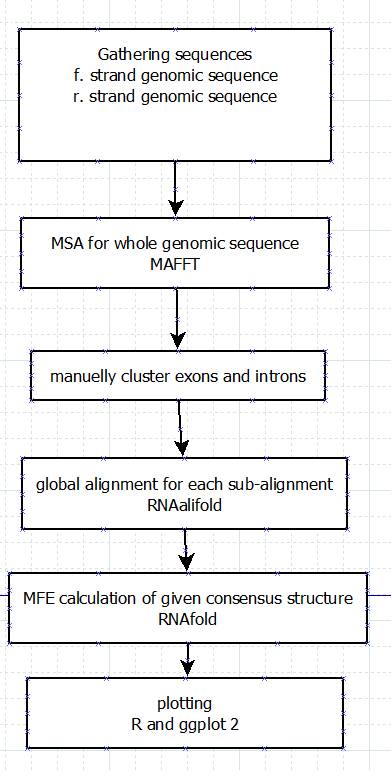 Gathering sequences
f. strand genomic sequence
r. strand genomic sequence
MSA for whole genomic sequence
MAFFT
manuelly cluster exons and introns
global alignment for each sub-alignment
RNAalifold
MFE calculation of given consensus structure
RNAfold
plotting
R and ggplot 2